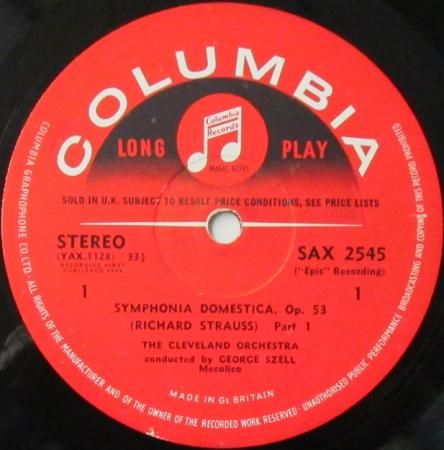 COLUMBIA
Columbia
Records
MAGIC NOTES
LONG PLAY
SOLD IN U.K. SUBJECT TO RESALE PRICE CONDITIONS, SEE PRICE LISTS
STEREO
(YAX.1128) 33⅓
RECORDING FIRST
PUBLISHED 1964
SAX 2545
("Epic" Recording)
1 1
SYMPHONIA DOMESTICA, Op. 53
(RICHARD STRAUSS) Part 1
THE CLEVELAND ORCHESTRA
conducted by GEORGE SZELL
Mecolico
MADE IN Gt. BRITAIN
COLUMBIA GRAPHOPHONE CO. LTD. ALL RIGHTS OF THE MANUFACTURER AND OF THE OWNER OF THE RECORDED WORK RESERVED · UNAUTHORISED PUBLIC PERFORMANCE BROADCASTING AND COPYING OF THIS RECORD PROHIBITED